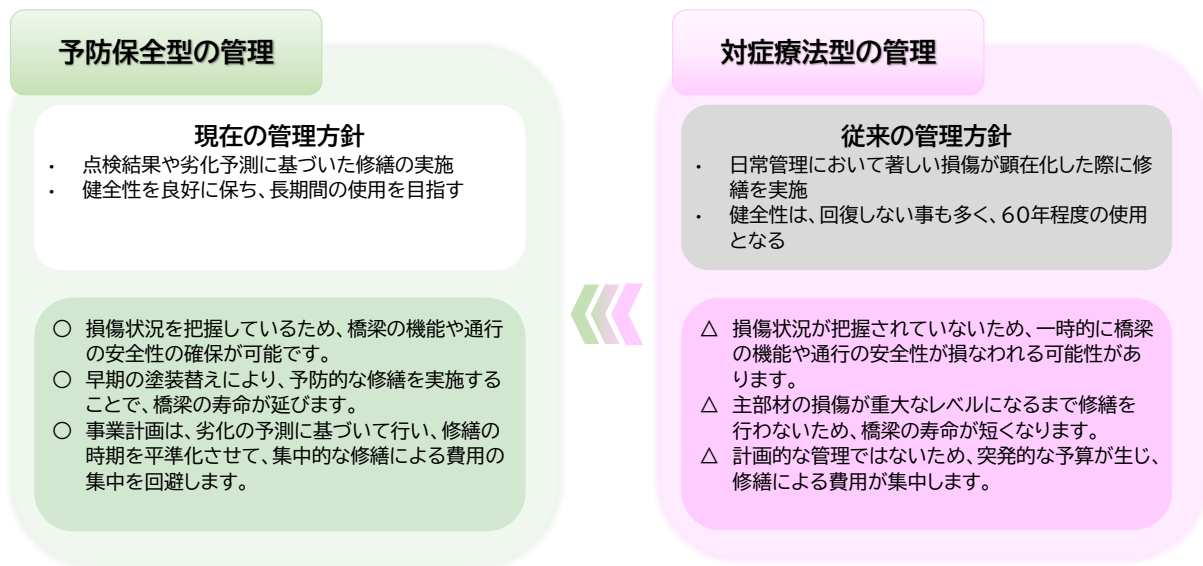 予防保全型の管理
現在の管理方針
・ 点検結果や劣化予測に基づいた修繕の実施
・ 健全性を良好に保ち、長期間の使用を目指す
○ 損傷状況を把握しているため、橋梁の機能や通行
の安全性の確保が可能です。
○ 早期の塗装替えにより、予防的な修繕を実施する
ことで、橋梁の寿命が延びます。
○ 事業計画は、劣化の予測に基づいて行い、修繕の
時期を平準化させて、集中的な修繕による費用の
集中を回避します。
対症療法型の管理
従来の管理方針
・ 日常管理において著しい損傷が顕在化した際に修
繕を実施
・ 健全性は、回復しない事も多く、60年程度の使用
となる
△ 損傷状況が把握されていないため、一時的に橋梁
の機能や通行の安全性が損なわれる可能性があ
ります。
△ 主部材の損傷が重大なレベルになるまで修繕を
行わないため、橋梁の寿命が短くなります。
△ 計画的な管理ではないため、突発的な予算が生じ、
修繕による費用が集中します。